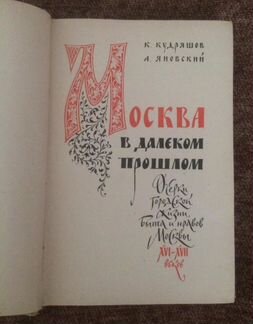 К. КУДРЯШОВ
А. ЯНОВСКИЙ
МОСКВА
В ДАЛЕКОМ
ПРОШЛОМ
Очерки
городской
жизни,
быта и нравов
Москвы
XVI-XVII
веков